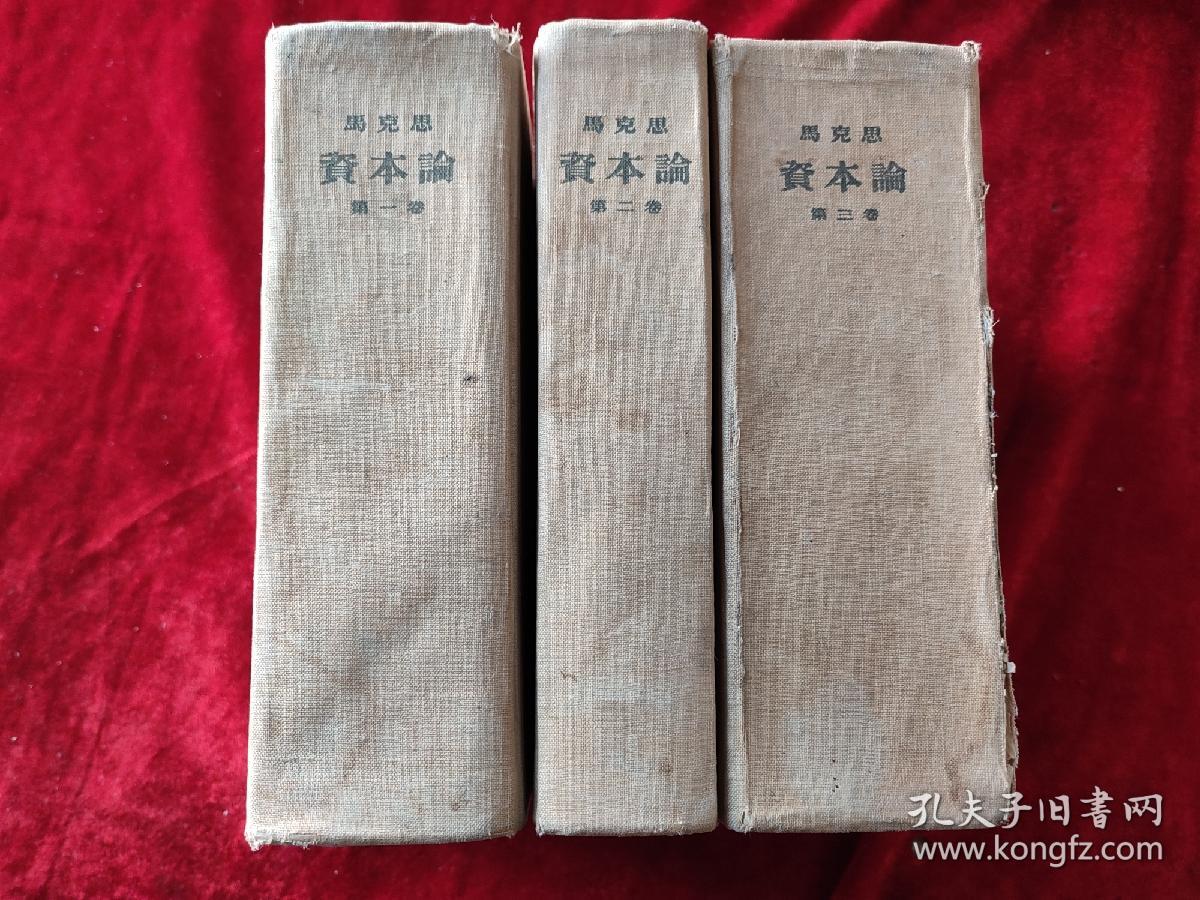 馬克思
資本論
第一卷
馬克思
資本論
第二卷
馬克思
資本論
第三卷
孔夫子旧書网
www.kongfz.com